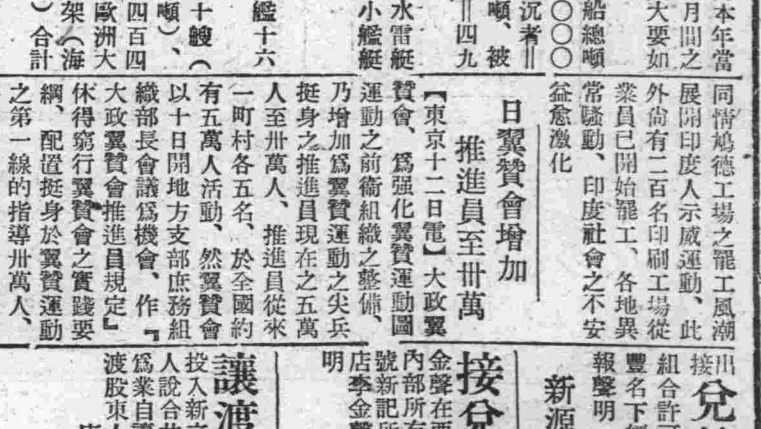 本年當
月間之
大要如
船總噸
〇〇〇
沉者‖
噸、被
‖四九
水雷艇
小艦艇
艦十六
十艘(
噸)、
四百四
歐洲大
架(海
)合計
同情鳩德工場之罷工風潮
展開印度人示威運動、此
外尙有二百名印刷工場從
業員已開始罷工、各地異
常騷動、印度社會之不安
益愈激化
日翼贊會增加
推進員至卅萬
【東京十二日電】大政翼
贊會、爲强化翼贊運動圖
運動之前衞組織之整備、
乃增加爲翼贊運動之尖兵
挺身之推進員現在之五萬
人至卅萬人、推進員從來
一町村各五名、於全國約
有五萬人活動、然翼贊會
以十日開地方支部庶務組
織部長會議爲機會、作『
大政翼贊會推進員規定』
休得窮行翼贊會之實踐要
綱、配置挺身於翼贊運動
之第一線的指導卅萬人、
出兌
接
組合許可
豐名下
報聲明
新源
接兌
金聲在西
內部所有
號新記所
店李金聲
明
讓渡
投入新
人說合
爲業自讓
渡股東人